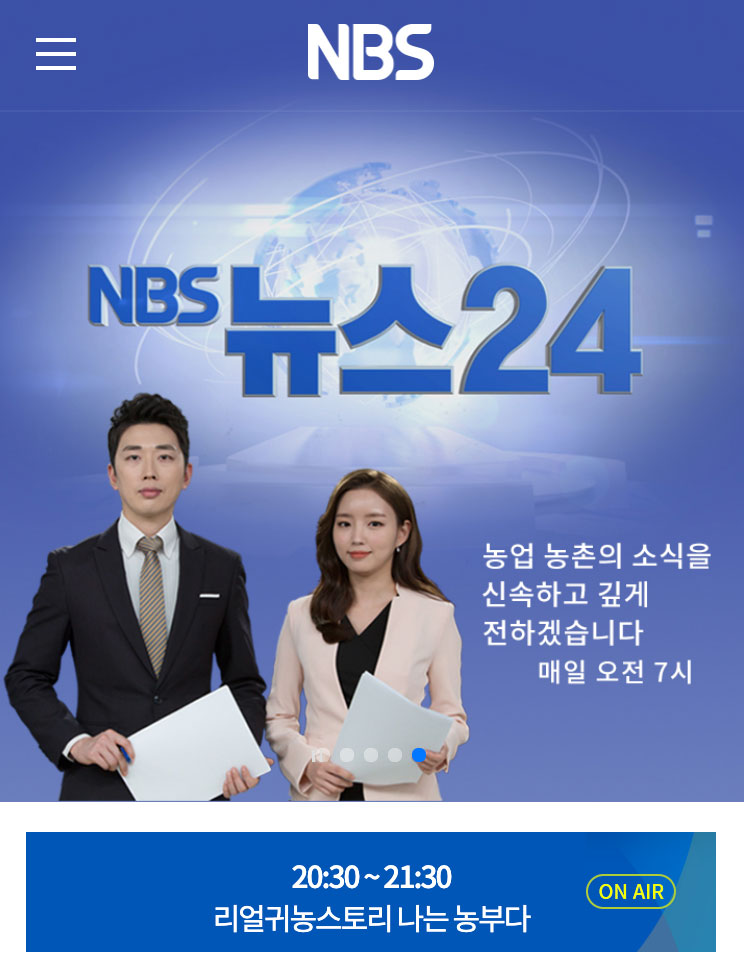 NBS
NBS 뉴스24
농업 농촌의 소식을
신속하고 깊게
전하겠습니다
매일 오전 7시
20:30 ~ 21:30
ON AIR
리얼귀농스토리 나는 농부다